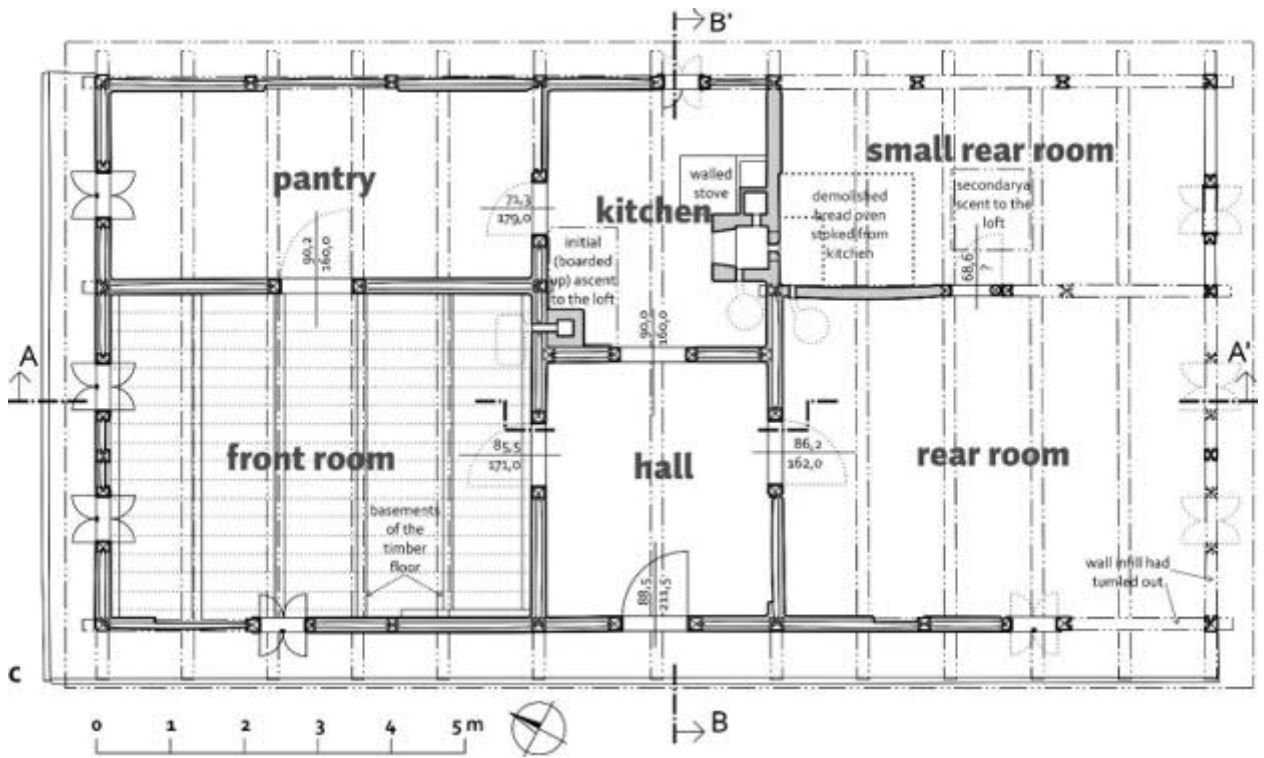 B'
pantry
kitchen
small rear room
walled
stove
demolished
bread oven
stoked from
kitchen
secondarya
scent to the
loft
71,3
179,0
90,2
160,0
initial
(boarded
up) ascent
to the loft
68,6
?
90,0
160,0
A
A'
front room
hall
rear room
85,5
171,0
86,2
162,0
basements
of the
timber
floor
88,5
211,5
wall infill had
tumled out
C
B
0 1 2 3 4 5 m